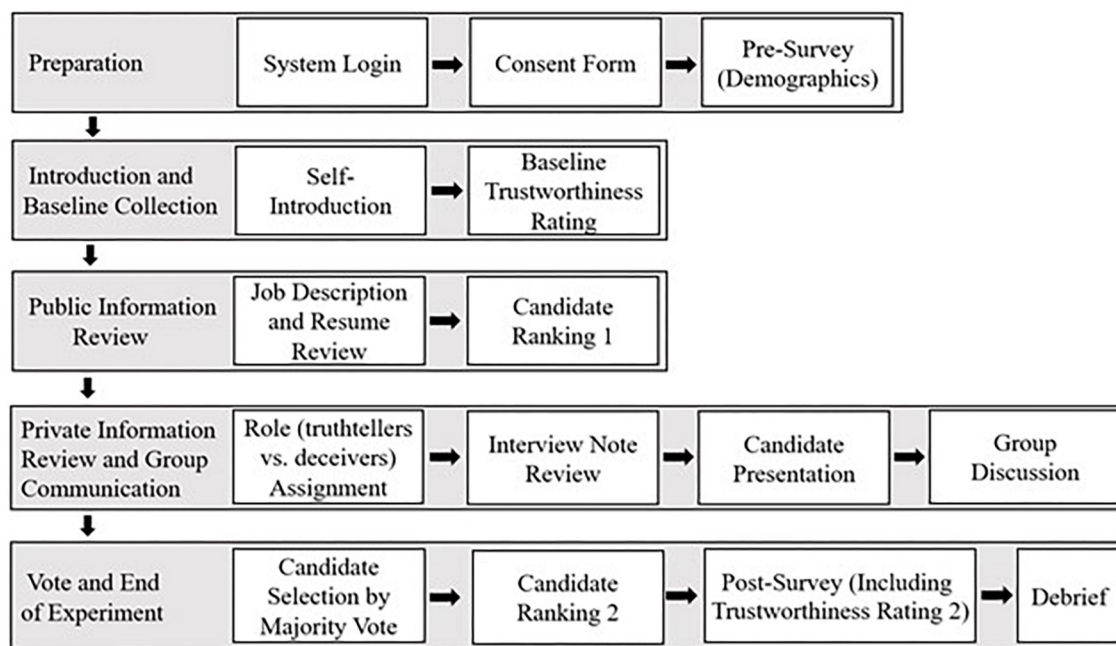 Preparation
System Login
Consent Form
Pre-Survey
(Demographics)
Introduction and
Baseline Collection
Self-
Introduction
Baseline
Trustworthiness
Rating
Public Information
Review
Job Description
and Resume
Review
Candidate
Ranking 1
Private Information
Review and Group
Communication
Role (truthtellers
vs. deceivers)
Assignment
Interview Note
Review
Candidate
Presentation
Group
Discussion
Vote and End
of Experiment
Candidate
Selection by
Majority Vote
Candidate
Ranking 2
Post-Survey (Including
Trustworthiness Rating 2)
Debrief